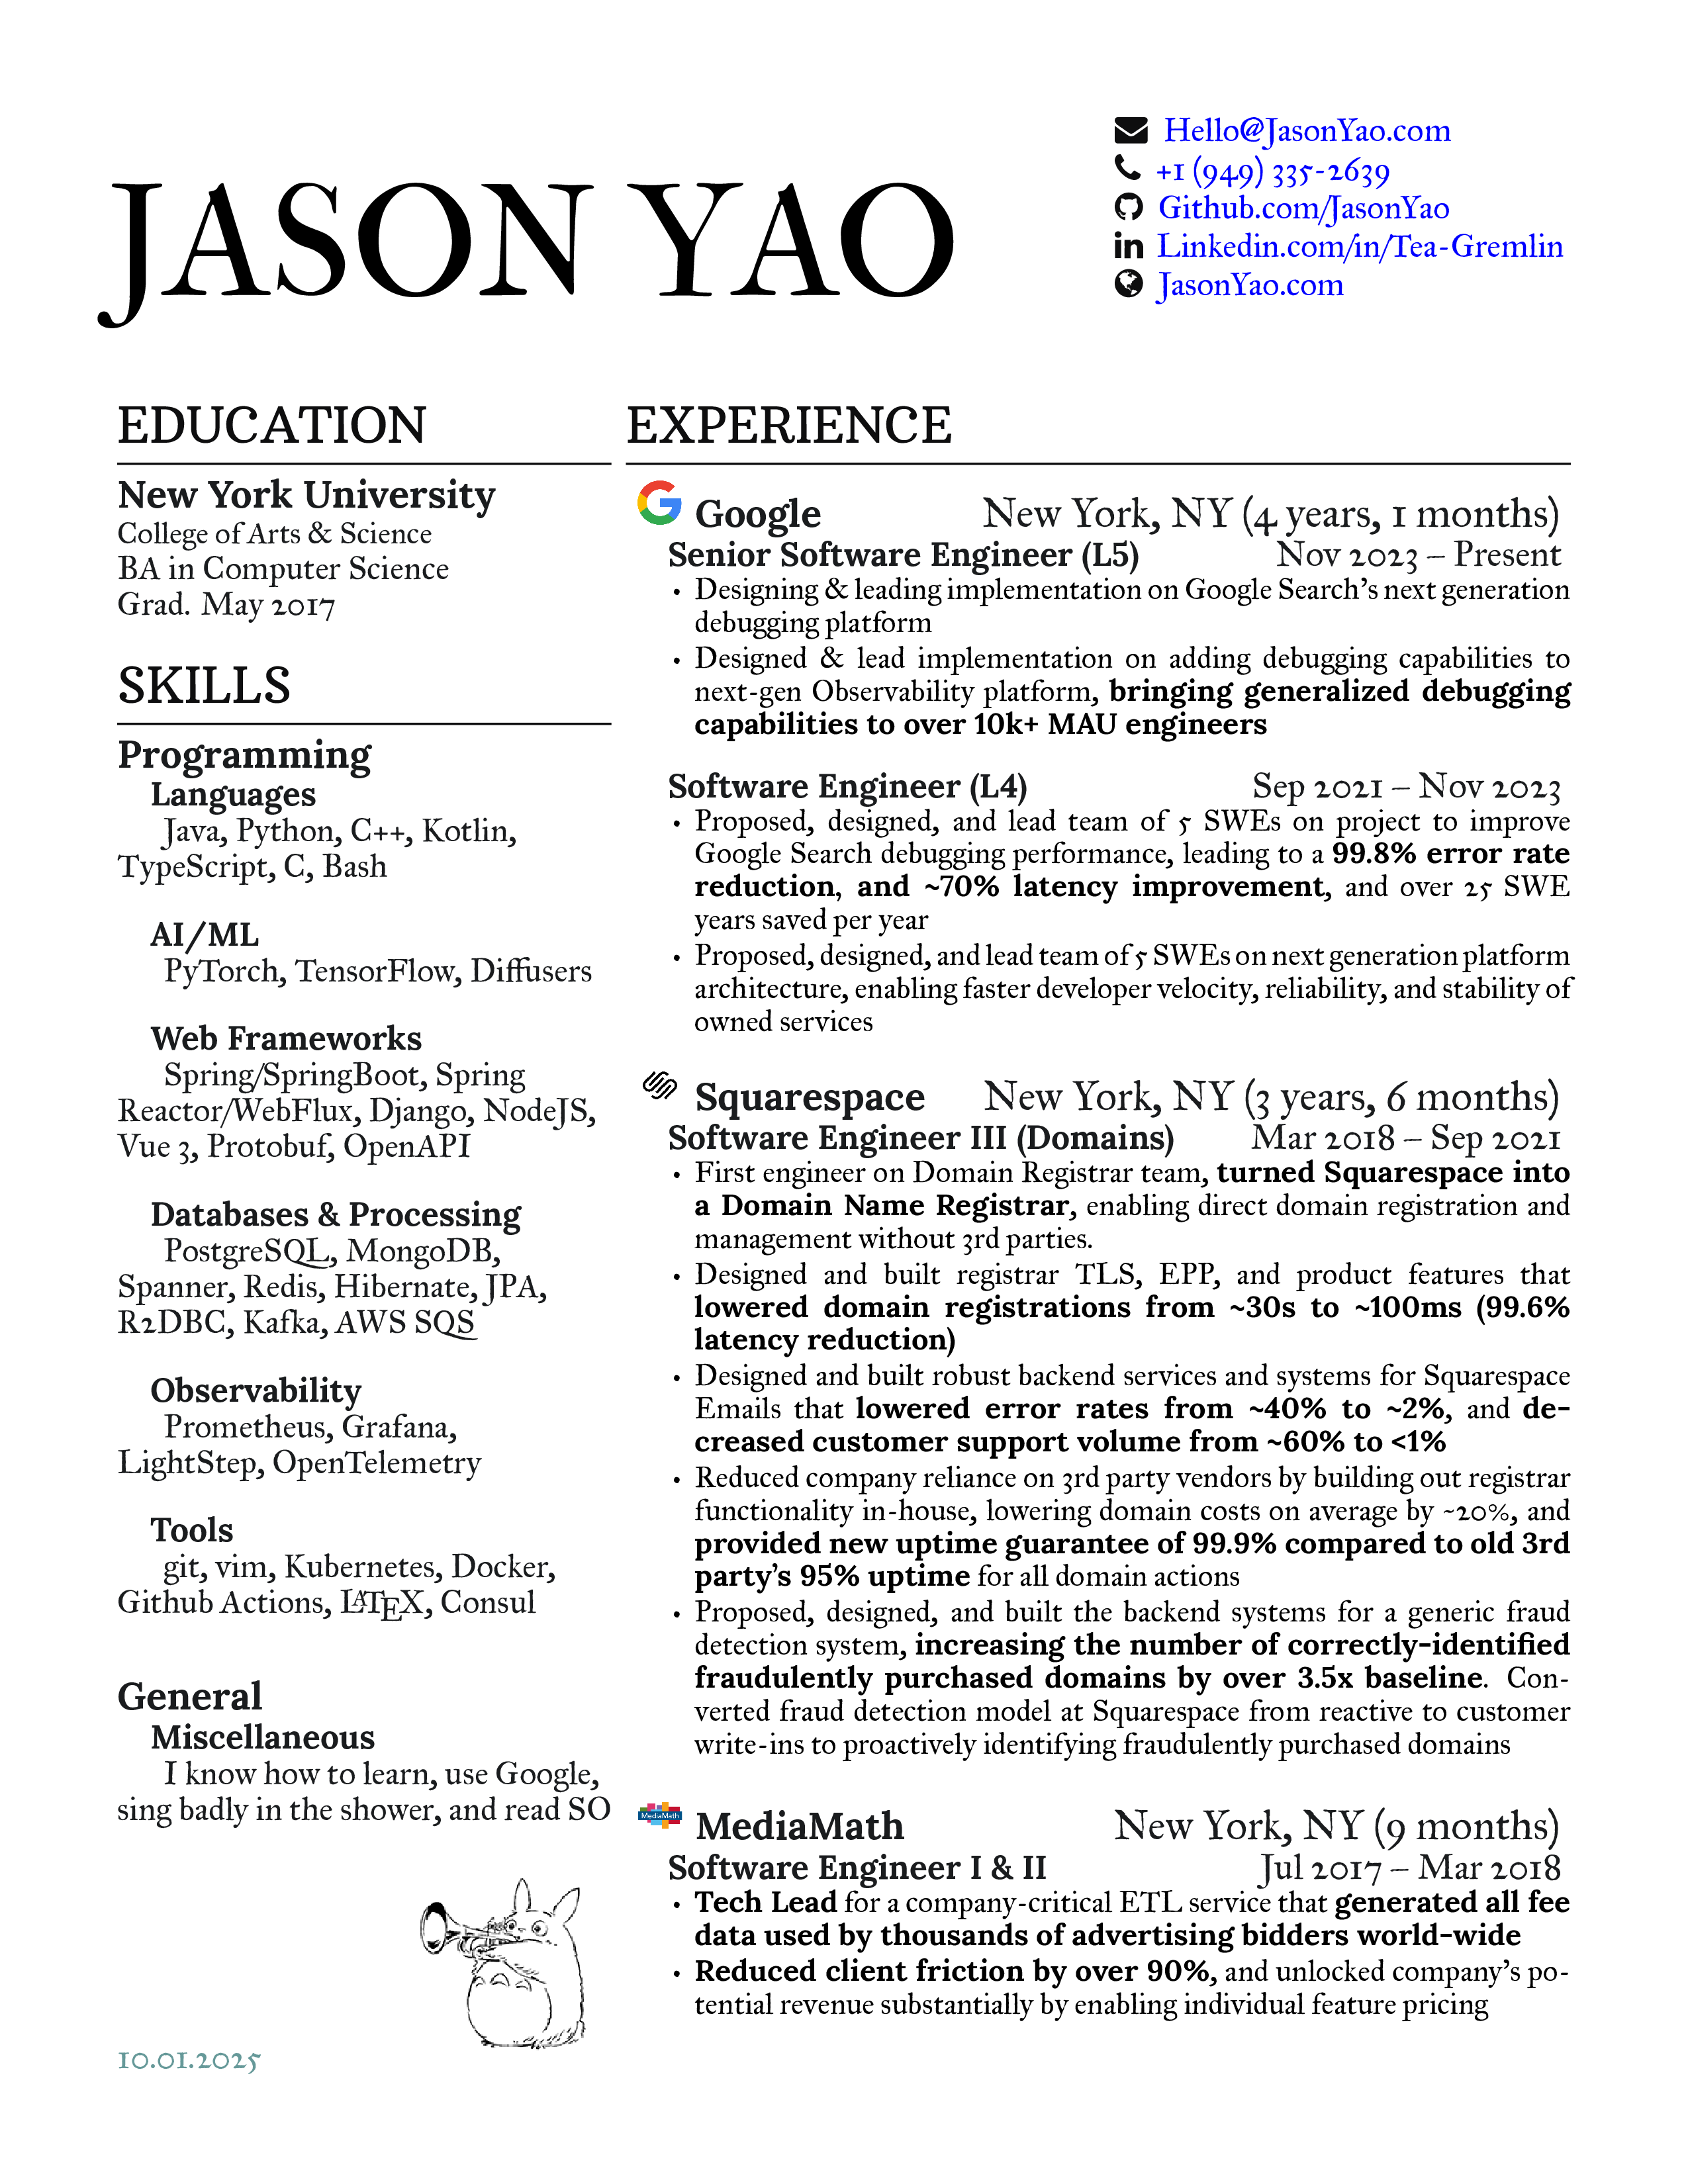 JASON YAO
Hello@JasonYao.com
+1 (949) 335-2639
Github.com/JasonYao
Linkedin.com/in/Tea-Gremlin
JasonYao.com
EDUCATION
New York University
College of Arts & Science
BA in Computer Science
Grad. May 2017
SKILLS
Programming
Languages
Java, Python, C++, Kotlin,
TypeScript, C, Bash
AI/ML
PyTorch, TensorFlow, Diffusers
Web Frameworks
Spring/SpringBoot, Spring
Reactor/WebFlux, Django, NodeJS,
Vue 3, Protobuf, OpenAPI
Databases & Processing
PostgreSQL, MongoDB,
Spanner, Redis, Hibernate, JPA,
R2DBC, Kafka, AWS SQS
Observability
Prometheus, Grafana,
LightStep, OpenTelemetry
Tools
git, vim, Kubernetes, Docker,
Github Actions, LATEX, Consul
General
Miscellaneous
I know how to learn, use Google,
sing badly in the shower, and read SO
10.01.2025
EXPERIENCE
Google New York, NY (4 years, 1 months)
Senior Software Engineer (L5) Nov 2023 – Present
• Designing & leading implementation on Google Search's next generation
debugging platform
• Designed & lead implementation on adding debugging capabilities to
next-gen Observability platform, bringing generalized debugging
capabilities to over 10k+ MAU engineers
Software Engineer (L4) Sep 2021 – Nov 2023
• Proposed, designed, and lead team of 5 SWEs on project to improve
Google Search debugging performance, leading to a 99.8% error rate
reduction, and ~70% latency improvement, and over 25 SWE
years saved per year
• Proposed, designed, and lead team of 5 SWEs on next generation platform
architecture, enabling faster developer velocity, reliability, and stability of
owned services
Squarespace New York, NY (3 years, 6 months)
Software Engineer III (Domains) Mar 2018 – Sep 2021
• First engineer on Domain Registrar team, turned Squarespace into
a Domain Name Registrar, enabling direct domain registration and
management without 3rd parties.
• Designed and built registrar TLS, EPP, and product features that
lowered domain registrations from ~30s to ~100ms (99.6%
latency reduction)
• Designed and built robust backend services and systems for Squarespace
Emails that lowered error rates from ~40% to ~2%, and de-
creased customer support volume from ~60% to <1%
• Reduced company reliance on 3rd party vendors by building out registrar
functionality in-house, lowering domain costs on average by ~20%, and
provided new uptime guarantee of 99.9% compared to old 3rd
party's 95% uptime for all domain actions
• Proposed, designed, and built the backend systems for a generic fraud
detection system, increasing the number of correctly-identified
fraudulently purchased domains by over 3.5x baseline. Con-
verted fraud detection model at Squarespace from reactive to customer
write-ins to proactively identifying fraudulently purchased domains
MediaMath
MediaMath New York, NY (9 months)
Software Engineer I & II Jul 2017 – Mar 2018
• Tech Lead for a company-critical ETL service that generated all fee
data used by thousands of advertising bidders world-wide
• Reduced client friction by over 90%, and unlocked company's po-
tential revenue substantially by enabling individual feature pricing